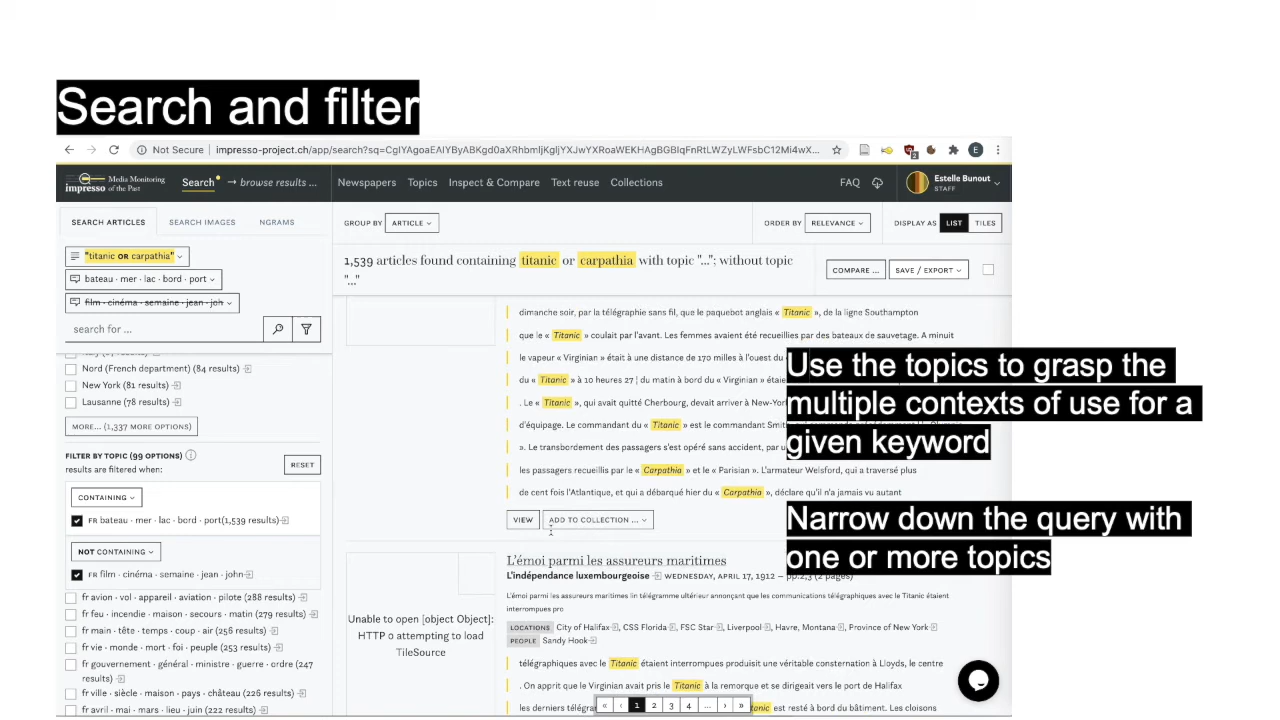 Search and filter
Not Secure | impresso-project.ch/app/search?sq=CgIYAgoaEAIYByABKgd0aXRhbmljKgljYXJwYXRoaWEKHAgBGBIqFnRtLWZyLWFsbC12Mi4wX...
2
E
impresso
Media Monitoring
of the Past
Search → browse results ...
Newspapers Topics Inspect & Compare Text reuse Collections
FAQ
Estelle Bunout
STAFF
SEARCH ARTICLES SEARCH IMAGES NGRAMS
"titanic OR carpathia"
bateau · mer · lac · bord · port
film · cinéma · semaine · jean · joh
search for ...
Nord (French department) (84 results)
New York (81 results)
Lausanne (78 results)
MORE... (1,337 MORE OPTIONS)
FILTER BY TOPIC (99 OPTIONS)
results are filtered when:
RESET
CONTAINING
FR bateau · mer · lac · bord · port(1,539 results)
NOT CONTAINING
FR film · cinéma · semaine · jean · john
fr avion · vol · appareil · aviation · pilote (288 results)
fr feu · incendie · maison · secours · matin (279 results)
fr main · tête · temps · coup · air (256 results)
fr vie · monde · mort · foi · peuple (253 results)
fr gouvernement · général · ministre · guerre · ordre (247
results)
fr ville · siècle · maison · pays · château (226 results)
fr avril · mai · mars · lieu · juin (222 results)
GROUP BY ARTICLE
ORDER BY RELEVANCE
DISPLAY AS LIST TILES
1,539 articles found containing titanic or carpathia with topic "..."; without topic
"..."
COMPARE ... SAVE / EXPORT
dimanche soir, par la télégraphie sans fil, que le paquebot anglais « Titanic », de la ligne Southampton
que le « Titanic » coulait par l'avant. Les femmes avaient été recueillies par des bateaux de sauvetage. A minuit
le vapeur « Virginian » était à une distance de 170 milles à l'ouest du
du « Titanic » à 10 heures 27 ¦ du matin à bord du « Virginian » étaie
. Le « Titanic », qui avait quitté Cherbourg, devait arriver à New-Yor
d'équipage. Le commandant du « Titanic » est le commandant Smit
». Le transbordement des passagers s'est opéré sans accident, par u
les passagers recueillis par le « Carpathia » et le « Parisian ». L'armateur Welsford, qui a traversé plus
de cent fois l'Atlantique, et qui a débarqué hier du « Carpathia », déclare qu'il n'a jamais vu autant
VIEW ADD TO COLLECTION ...
L'émoi parmi les assureurs maritimes
L'indépendance luxembourgeoise WEDNESDAY, APRIL 17, 1912 – pp.2,3 (2 pages)
L'émoi parmi les assureurs maritimes lin télégramme ultérieur annonçant que les communications télégraphiques avec le Titanic étaient
interrompues pro
LOCATIONS City of Halifax, CSS Florida, FSC Star, Liverpool, Havre, Montana, Province of New York
PEOPLE Sandy Hook
Unable to open [object Object]:
HTTP 0 attempting to load
TileSource
télégraphiques avec le Titanic étaient interrompues produisit une véritable consternation à Lloyds, le centre
. On apprit que le Virginian avait pris le Titanic à la remorque et se dirigeait vers le port de Halifax
les derniers télégra
tanic est resté à bord du bâtiment. Les cloisons
« ‹ 1 2 3 4 ... › »
Use the topics to grasp the
multiple contexts of use for a
given keyword
Narrow down the query with
one or more topics